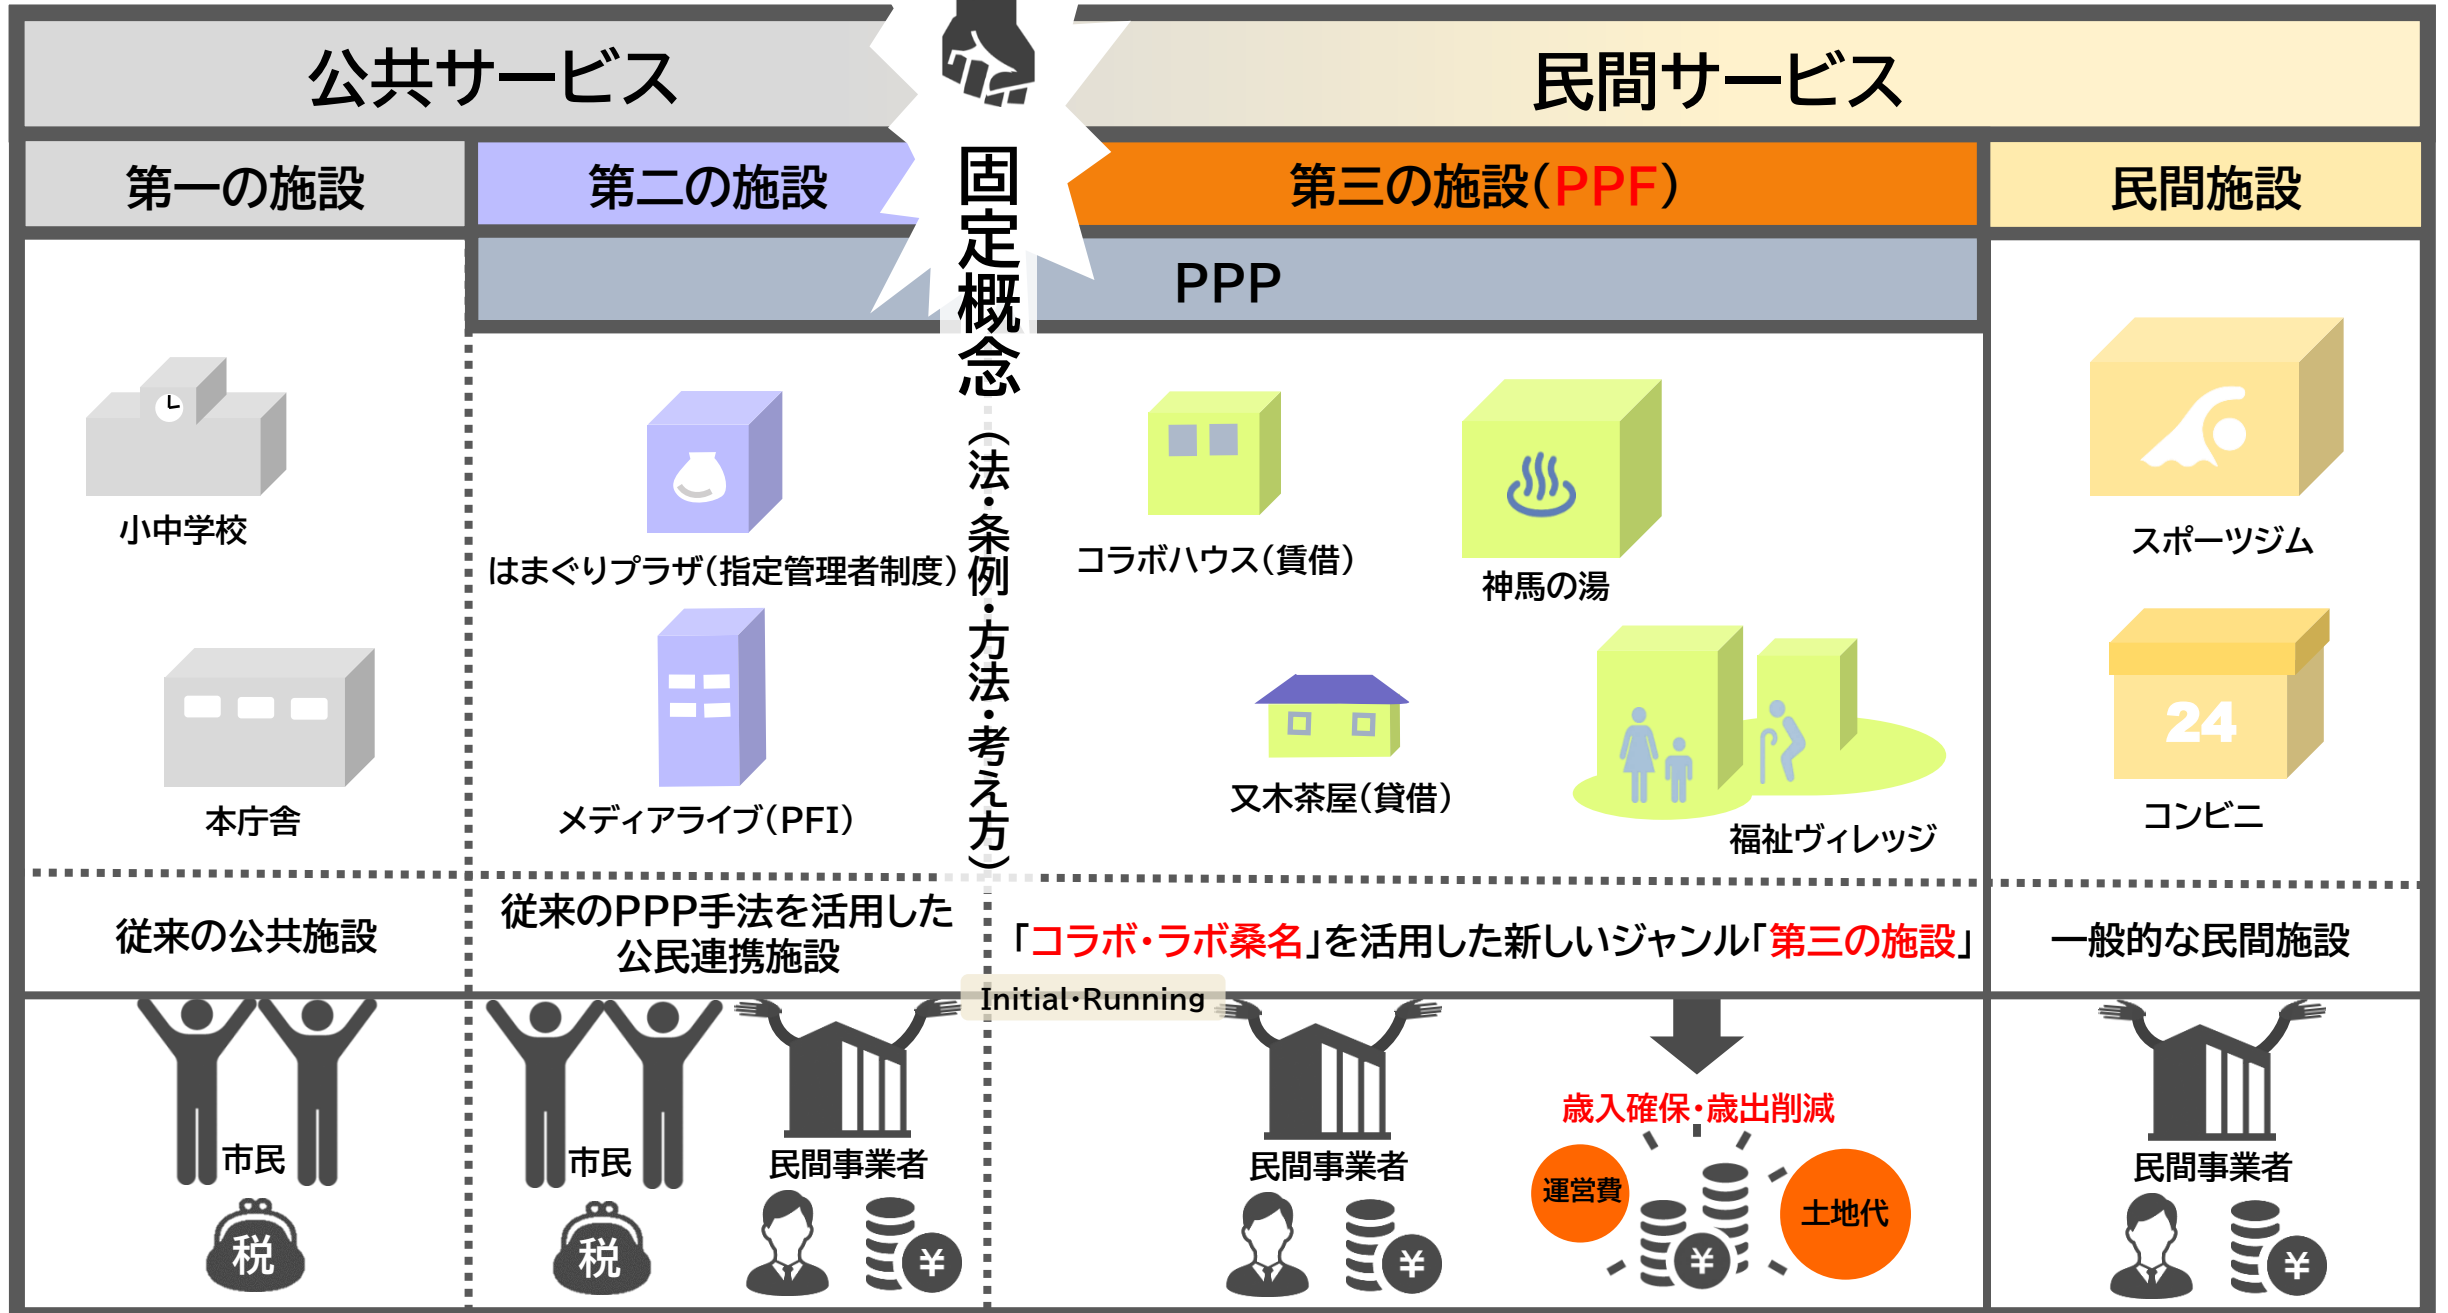 公共サービス
民間サービス
第一の施設
第二の施設
第三の施設(PPF)
民間施設
PPP
固定概念
(法・条例・方法・考え方)
小中学校
本庁舎
はまぐりプラザ(指定管理者制度)
メディアライブ(PFI)
コラボハウス(賃借)
神馬の湯
又木茶屋(貸借)
福祉ヴィレッジ
スポーツジム
24
コンビニ
従来の公共施設
従来のPPP手法を活用した
公民連携施設
「コラボ・ラボ桑名」を活用した新しいジャンル「第三の施設」
一般的な民間施設
Initial・Running
市民
税
市民
税
民間事業者
¥
民間事業者
¥
歳入確保・歳出削減
運営費
土地代
¥
民間事業者
¥